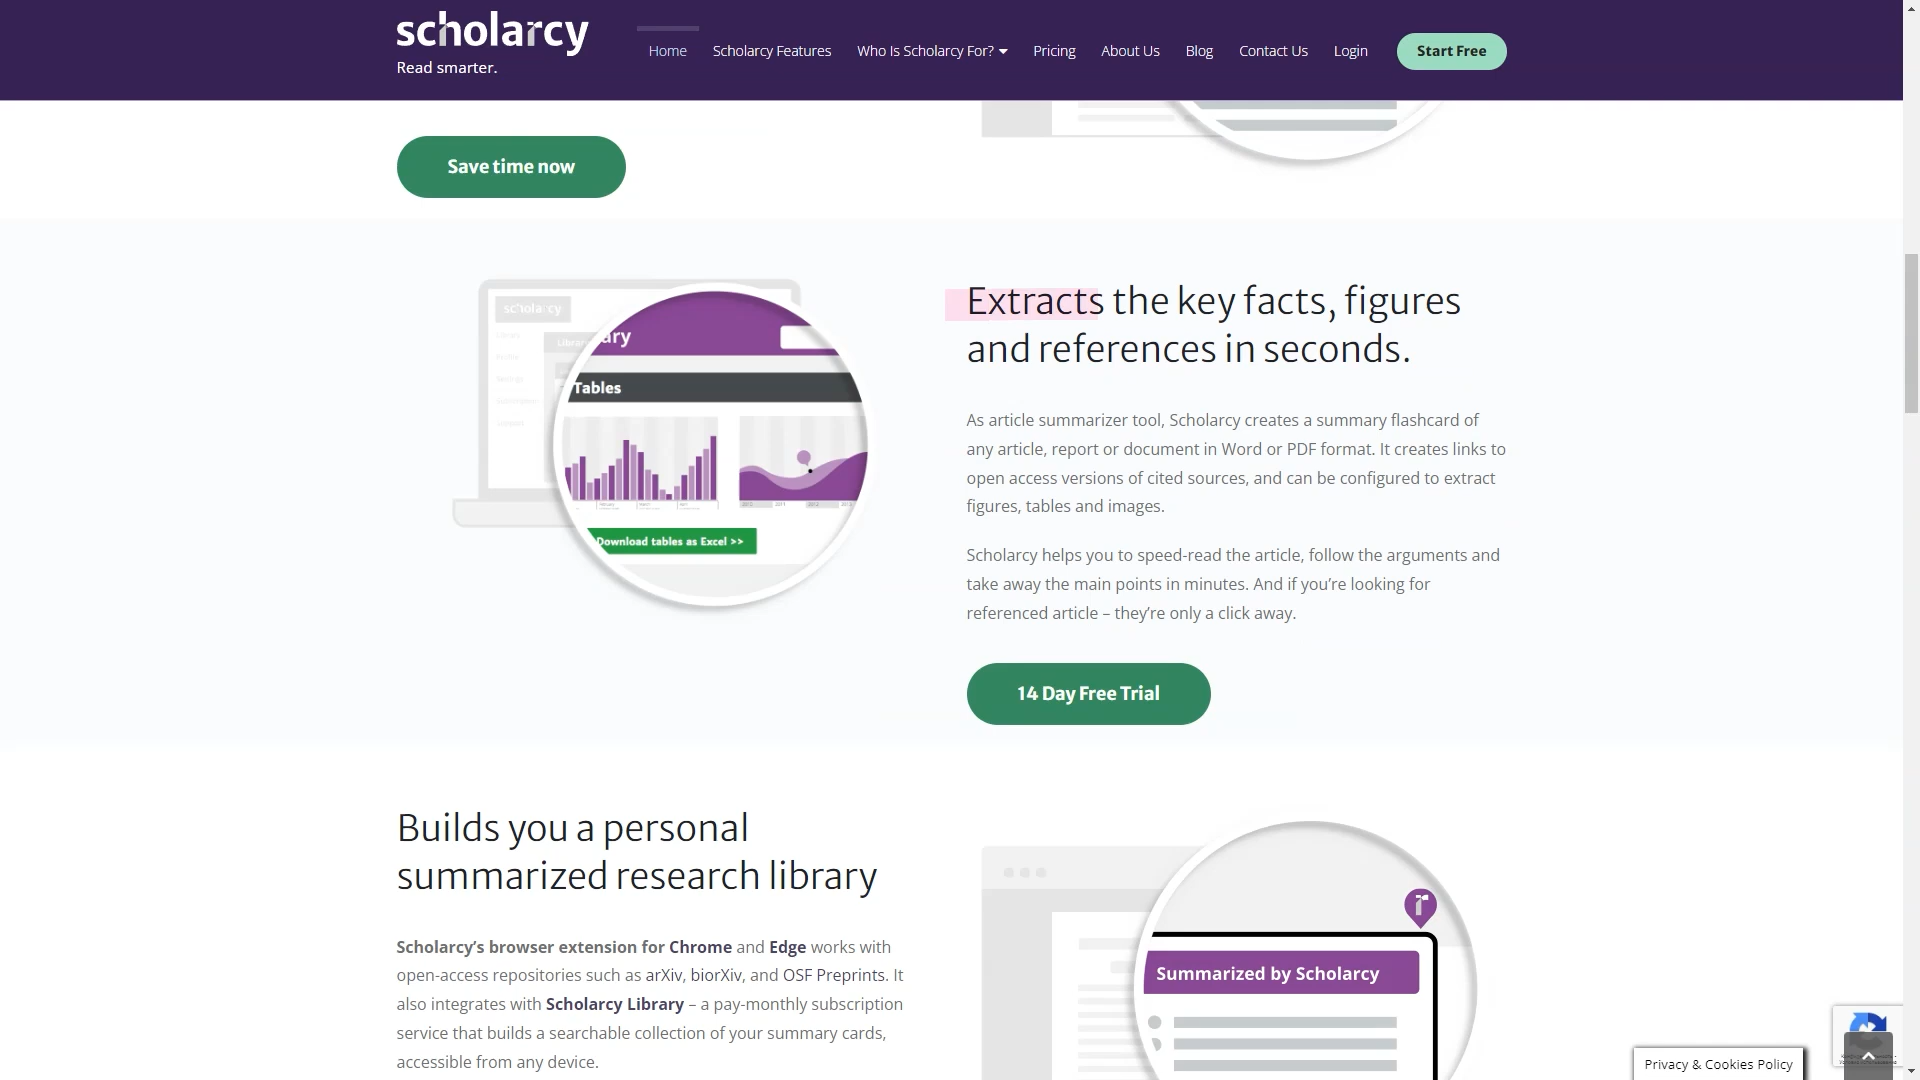 scholarcy
Read smarter.
Home
Scholarcy Features
Who Is Scholarcy For?
Pricing
About Us
Blog
Contact Us
Login
Start Free
Save time now
scholarcy
Library
ary
Tables
Download tables as Excel >>
Extracts the key facts, figures
and references in seconds.
As article summarizer tool, Scholarcy creates a summary flashcard of
any article, report or document in Word or PDF format. It creates links to
open access versions of cited sources, and can be configured to extract
figures, tables and images.
Scholarcy helps you to speed-read the article, follow the arguments and
take away the main points in minutes. And if you’re looking for
referenced article – they’re only a click away.
14 Day Free Trial
Builds you a personal
summarized research library
Scholarcy’s browser extension for Chrome and Edge works with
open-access repositories such as arXiv, biorXiv, and OSF Preprints. It
also integrates with Scholarcy Library – a pay-monthly subscription
service that builds a searchable collection of your summary cards,
accessible from any device.
Summarized by Scholarcy
Privacy & Cookies Policy